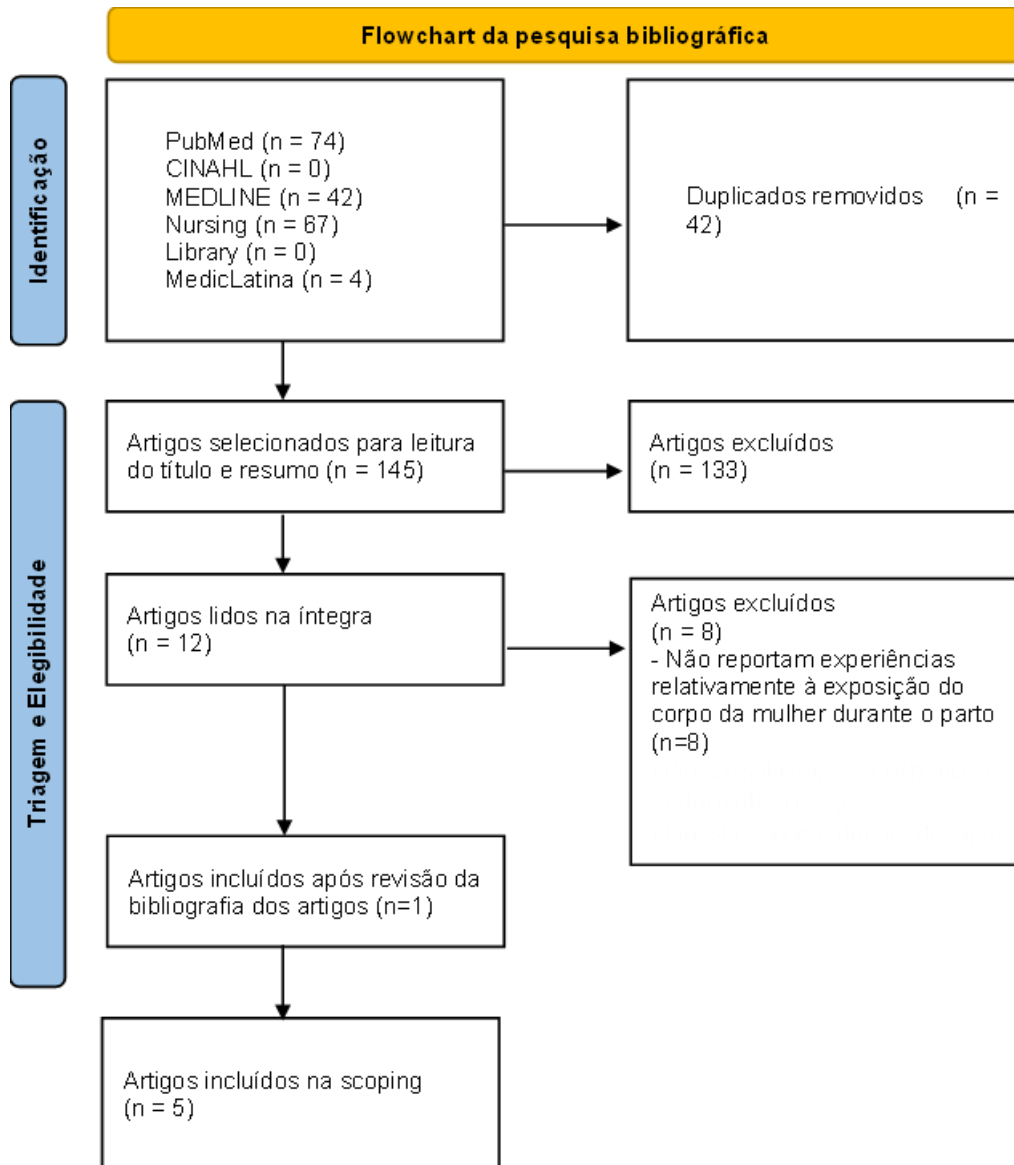 Flowchart da pesquisa bibliográfica
Identificação
PubMed (n = 74)
CINAHL (n = 0)
MEDLINE (n = 42)
Nursing (n = 67)
Library (n = 0)
MedicLatina (n = 4)
Duplicados removidos (n =
42)
Triagem e Elegibilidade
Artigos selecionados para leitura
do título e resumo (n = 145)
Artigos excluídos
(n = 133)
Artigos lidos na íntegra
(n = 12)
Artigos excluídos
(n = 8)
- Não reportam experiências
relativamente à exposição do
corpo da mulher durante o parto
(n=8)
Artigos incluídos após revisão da
bibliografia dos artigos (n=1)
Artigos incluídos na scoping
(n = 5)